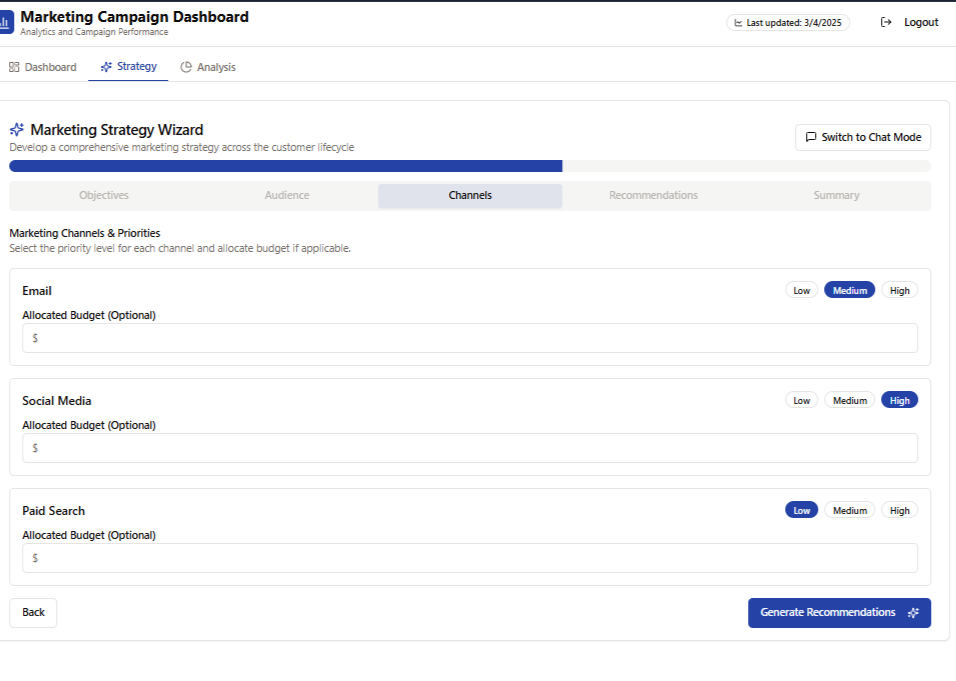 Marketing Campaign Dashboard
Analytics and Campaign Performance
Last updated: 3/4/2025
Logout
Dashboard
Strategy
Analysis
Marketing Strategy Wizard
Develop a comprehensive marketing strategy across the customer lifecycle
Switch to Chat Mode
Objectives
Audience
Channels
Recommendations
Summary
Marketing Channels & Priorities
Select the priority level for each channel and allocate budget if applicable.
Email
Low
Medium
High
Allocated Budget (Optional)
$
Social Media
Low
Medium
High
Allocated Budget (Optional)
$
Paid Search
Low
Medium
High
Allocated Budget (Optional)
$
Back
Generate Recommendations